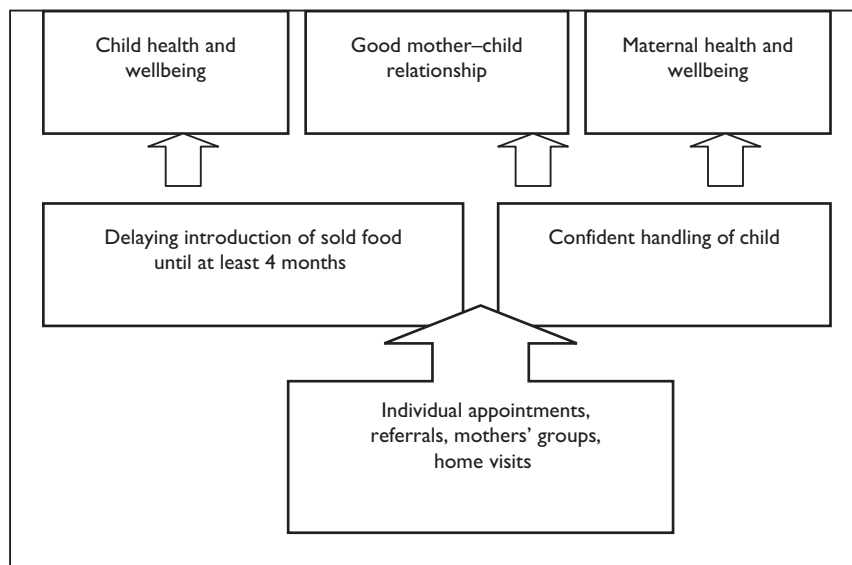 Child health and
wellbeing
Good mother–child
relationship
Maternal health and
wellbeing
Delaying introduction of sold food
until at least 4 months
Confident handling of child
Individual appointments,
referrals, mothers’ groups,
home visits